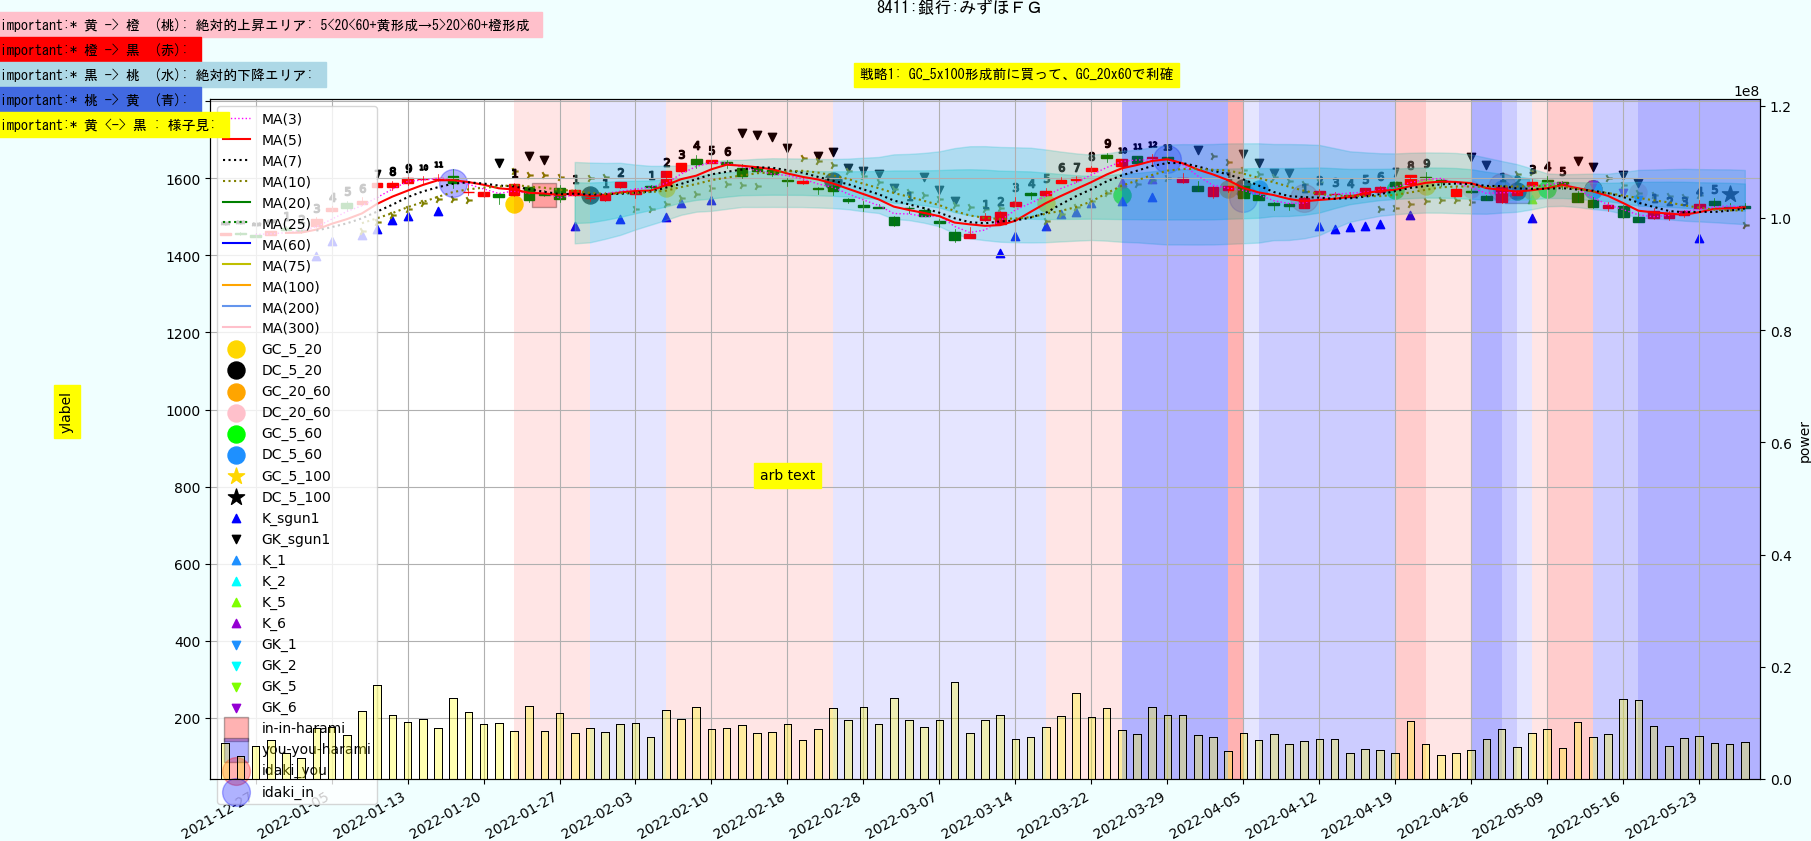 8411:銀行:みずほＦＧ
important:* 黄 -> 橙 (桃): 絶対的上昇エリア: 5<20<60+黄形成→5>20>60+橙形成
important:* 橙 -> 黒 (赤):
important:* 黒 -> 桃 (水): 絶対的下降エリア:
戦略1: GC_5x100形成前に買って、GC_20x60で利確
important:* 桃 -> 黄 (青):
important:* 黄 <-> 黒 : 様子見:
1e8
MA(3)
MA(5)
MA(7)
MA(10)
MA(20)
MA(25)
MA(60)
MA(75)
MA(100)
MA(200)
MA(300)
GC_5_20
DC_5_20
GC_20_60
DC_20_60
GC_5_60
DC_5_60
GC_5_100
DC_5_100
K_sgun1
GK_sgun1
K_1
K_2
K_5
K_6
GK_1
GK_2
GK_5
GK_6
in-in-harami
you-you-harami
idaki_you
idaki_in
1600
1400
1200
1000
800
600
400
200
ylabel
arb text
1.2
1.0
0.8
0.6
0.4
0.2
0.0
power
2021-12-27
2022-01-05
2022-01-13
2022-01-20
2022-01-27
2022-02-03
2022-02-10
2022-02-18
2022-02-28
2022-03-07
2022-03-14
2022-03-22
2022-03-29
2022-04-05
2022-04-12
2022-04-19
2022-04-26
2022-05-09
2022-05-16
2022-05-23